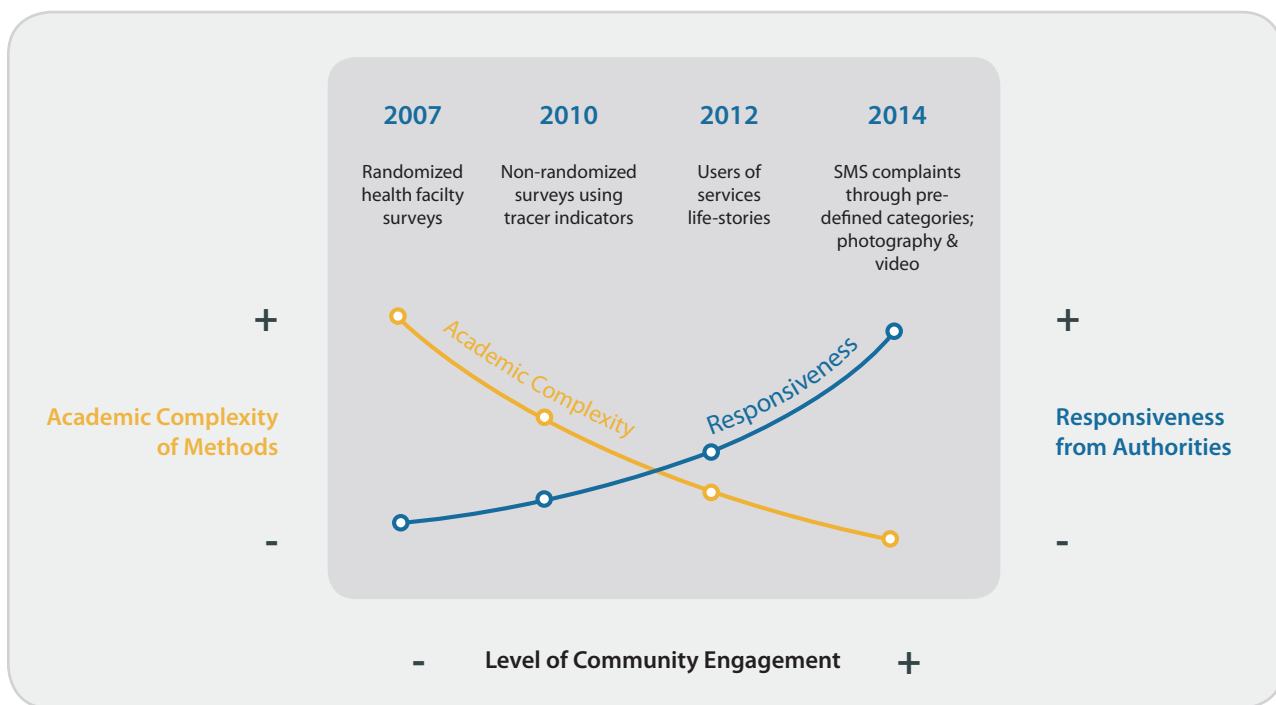 2007
2010
2012
2014
Randomized
health facilty
surveys
Non-randomized
surveys using
tracer indicators
Users of
services
life-stories
SMS complaints
through pre-
defined categories;
photography &
video
+
Academic Complexity
of Methods
-
Academic Complexity
Responsiveness
+
Responsiveness
from Authorities
-
- Level of Community Engagement +